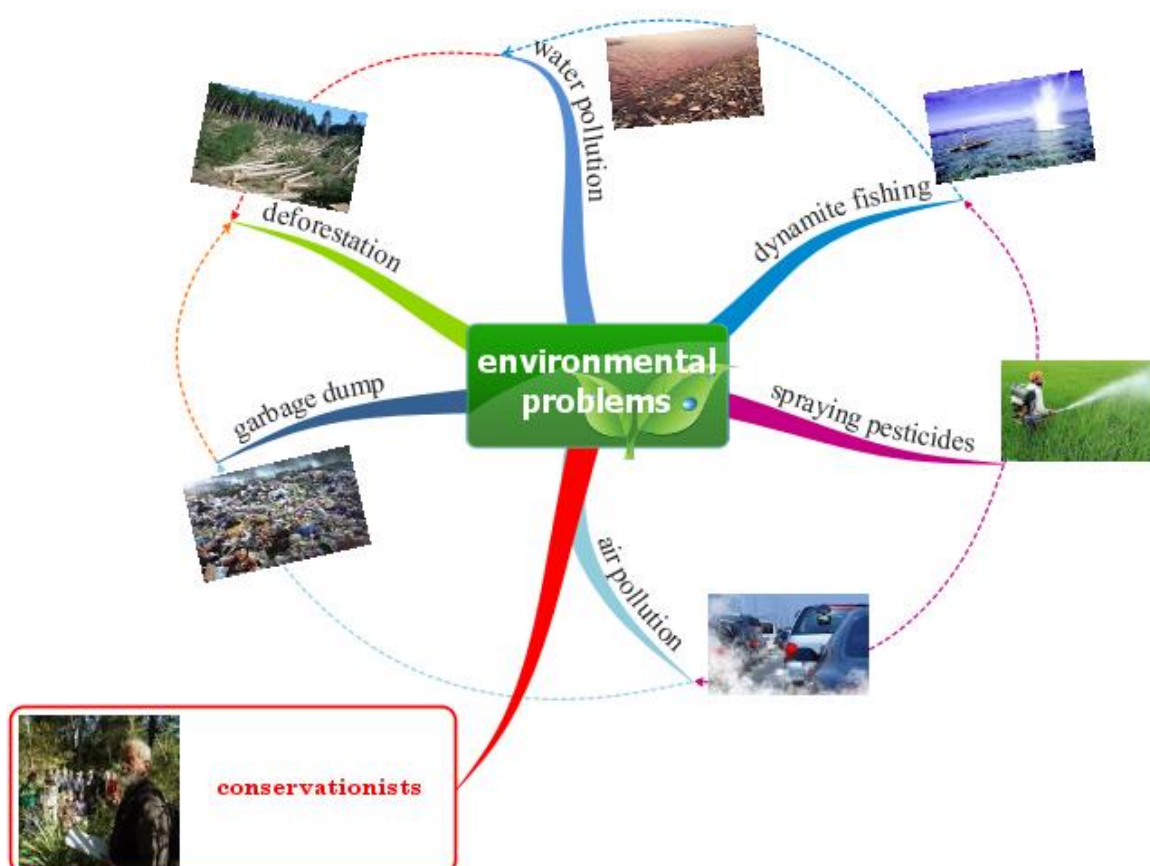 water pollution
dynamite fishing
deforestation
environmental
problems
garbage dump
spraying pesticides
air pollution
conservationists